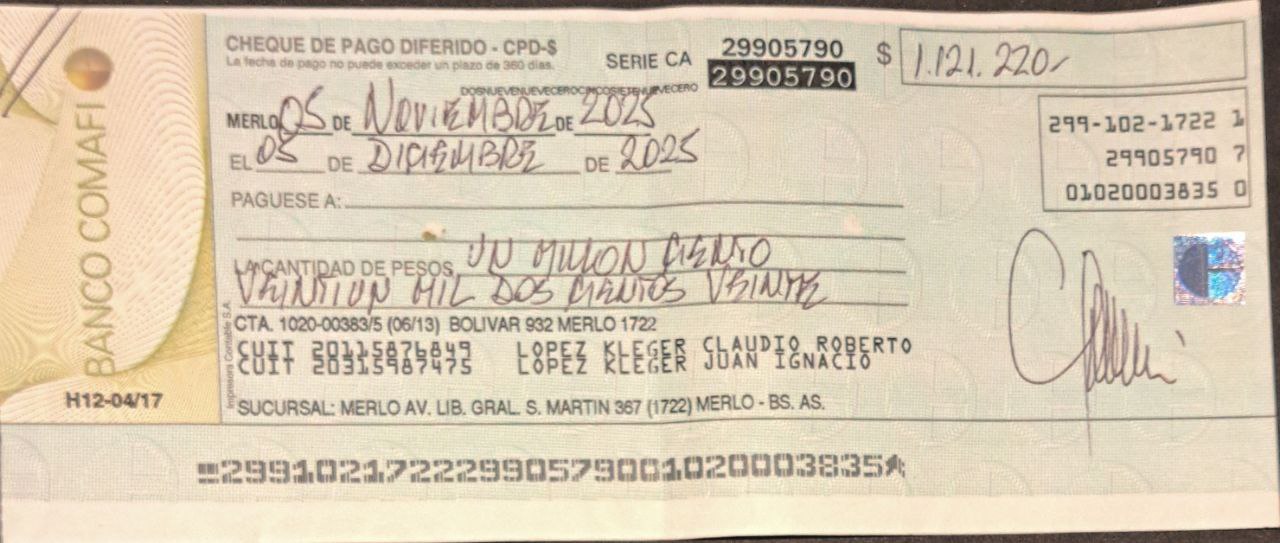 BANCO COMAFI
H12-04/17
CHEQUE DE PAGO DIFERIDO - CPD-$
La fecha de pago no puede exceder un plazo de 360 días.
SERIE CA
29905790
29905790
$ 1.121.220-
DOSNUEVENUEVECEROCINCOSIETENUEVECERO
MERLO 05 DE NOVIEMBRE DE 2025
EL 05 DE DICIEMBRE DE 2025
299-102-1722 1
29905790 7
01020003835 0
PAGUESE A:
LA CANTIDAD DE PESOS UN MILLON CIENTO
VEINTIUN MIL DOS CIENTOS VEINTE
CTA. 1020-00383/5 (06/13) BOLIVAR 932 MERLO 1722
CUIT 20115876849 LOPEZ KLEGER CLAUDIO ROBERTO
CUIT 20315987475 LOPEZ KLEGER JUAN IGNACIO
SUCURSAL: MERLO AV. LIB. GRAL. S. MARTIN 367 (1722) MERLO - BS. AS.
Impresora Contable S.A.
29910217222990579001020003835